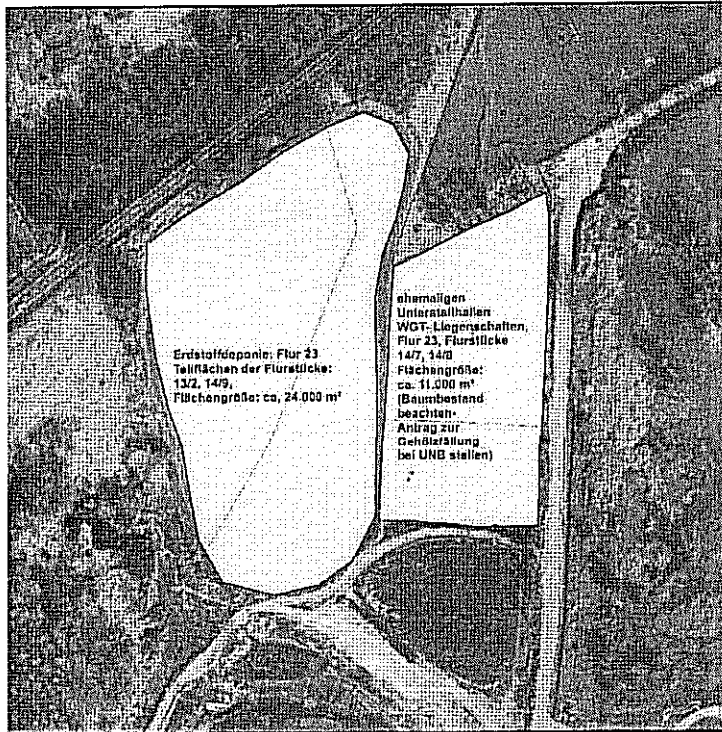 Erdstoffdeponie: Flur 23
Teilflächen der Flurstücke:
13/2, 14/9,
Flächengröße: ca. 24.000 m²
ehemaligen
Unterstellhallen
WGT- Liegenschaften,
Flur 23, Flurstücke
14/7, 14/8
Flächengröße:
ca. 11.000 m²
(Baumbestand
beachten-
Antrag zur
Gehölzfällung
bei UNB stellen)